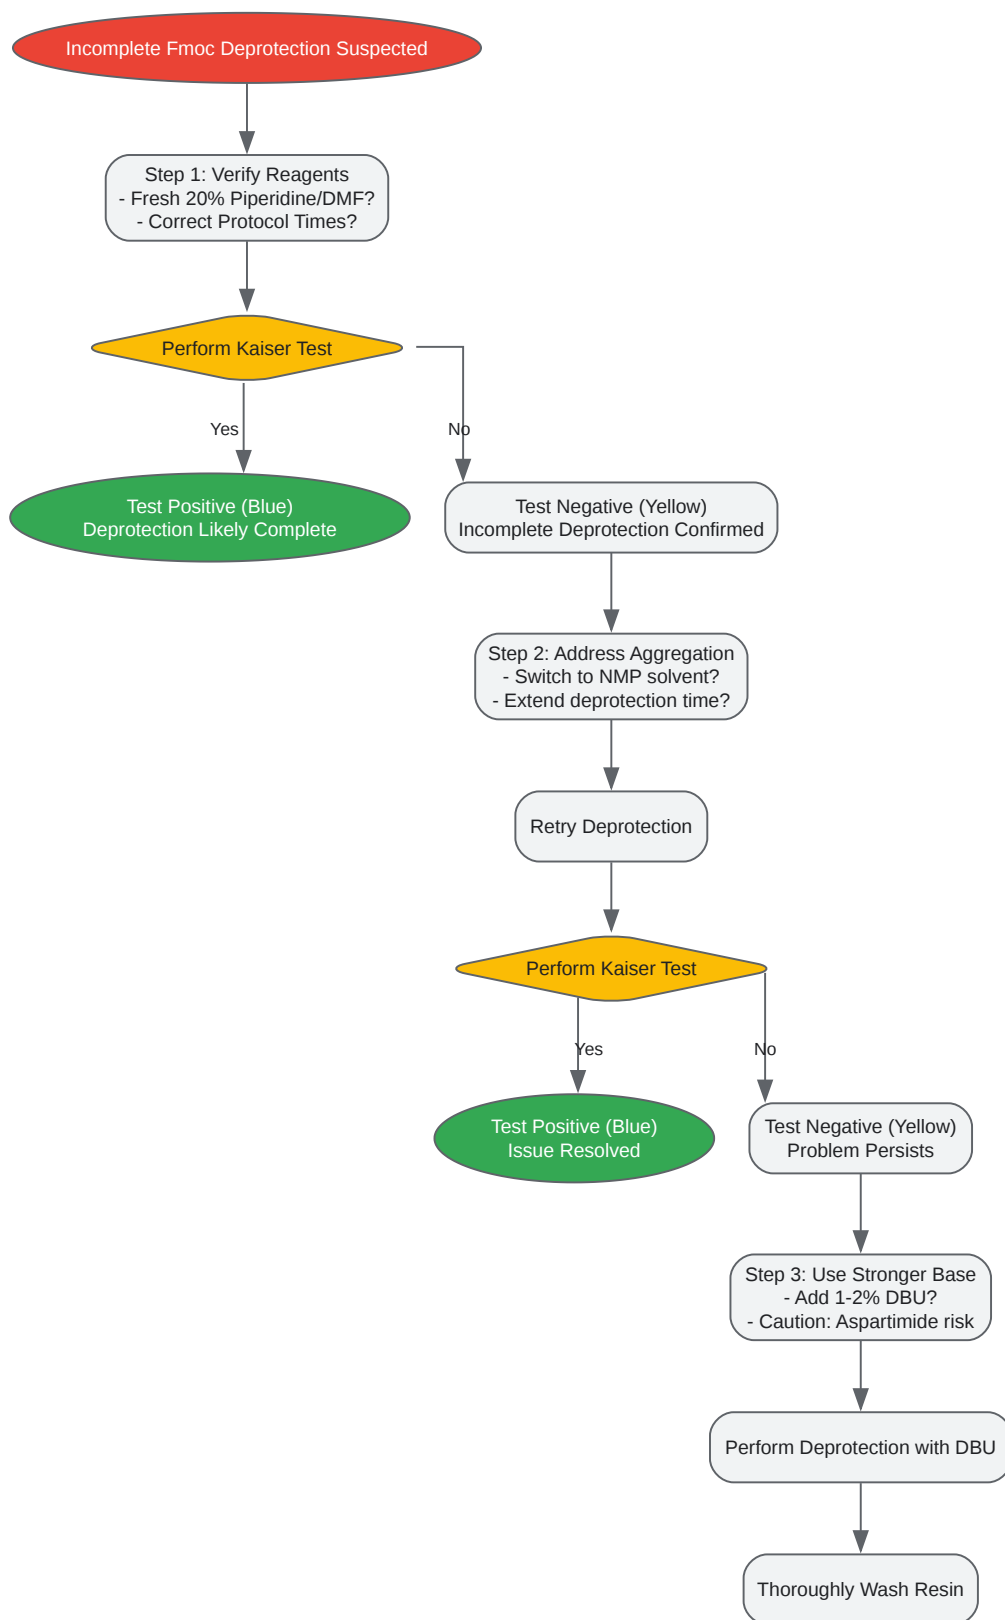 Incomplete Fmoc Deprotection Suspected
Step 1: Verify Reagents
- Fresh 20% Piperidine/DMF?
- Correct Protocol Times?
Perform Kaiser Test
Yes
No
Test Positive (Blue)
Deprotection Likely Complete
Test Negative (Yellow)
Incomplete Deprotection Confirmed
Step 2: Address Aggregation
- Switch to NMP solvent?
- Extend deprotection time?
Retry Deprotection
Perform Kaiser Test
Yes
No
Test Positive (Blue)
Issue Resolved
Test Negative (Yellow)
Problem Persists
Step 3: Use Stronger Base
- Add 1-2% DBU?
- Caution: Aspartimide risk
Perform Deprotection with DBU
Thoroughly Wash Resin